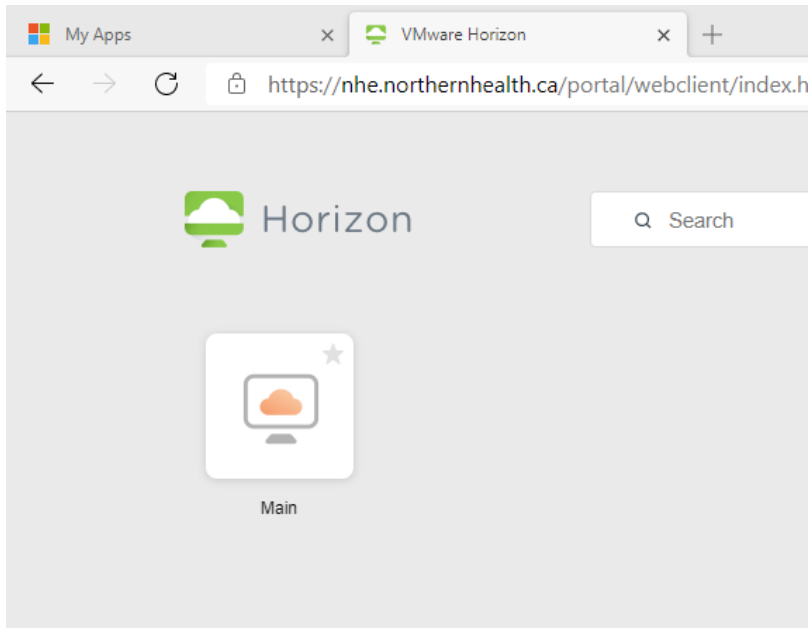 My Apps
VMware Horizon
https://nhe.northernhealth.ca/portal/webclient/index.h
Horizon
Search
Main